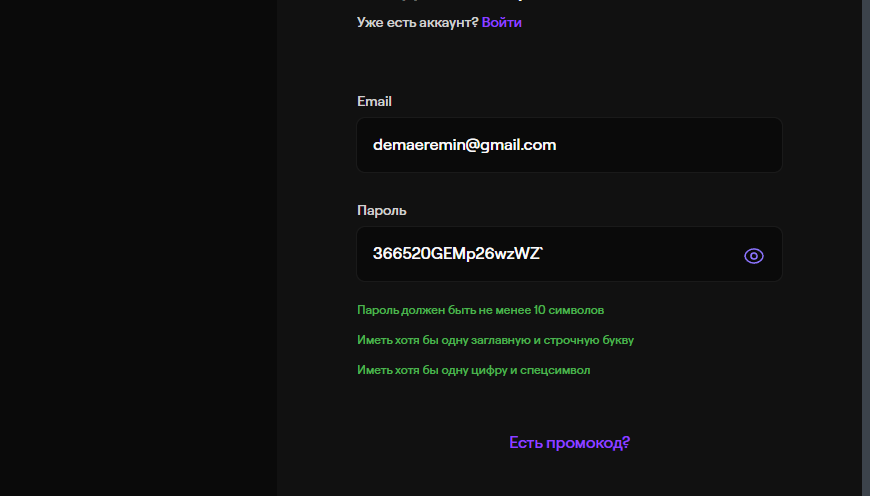 Уже есть аккаунт? Войти
Email
demaeremin@gmail.com
Пароль
366520GEMp26wzWZ`
Пароль должен быть не менее 10 символов
Иметь хотя бы одну заглавную и строчную букву
Иметь хотя бы одну цифру и спецсимвол
Есть промокод?